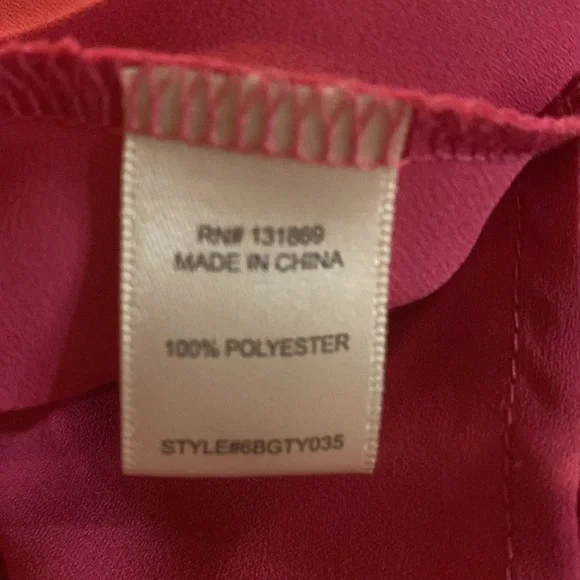 RN# 131869
MADE IN CHINA
100% POLYESTER
STYLE#6BGTY035